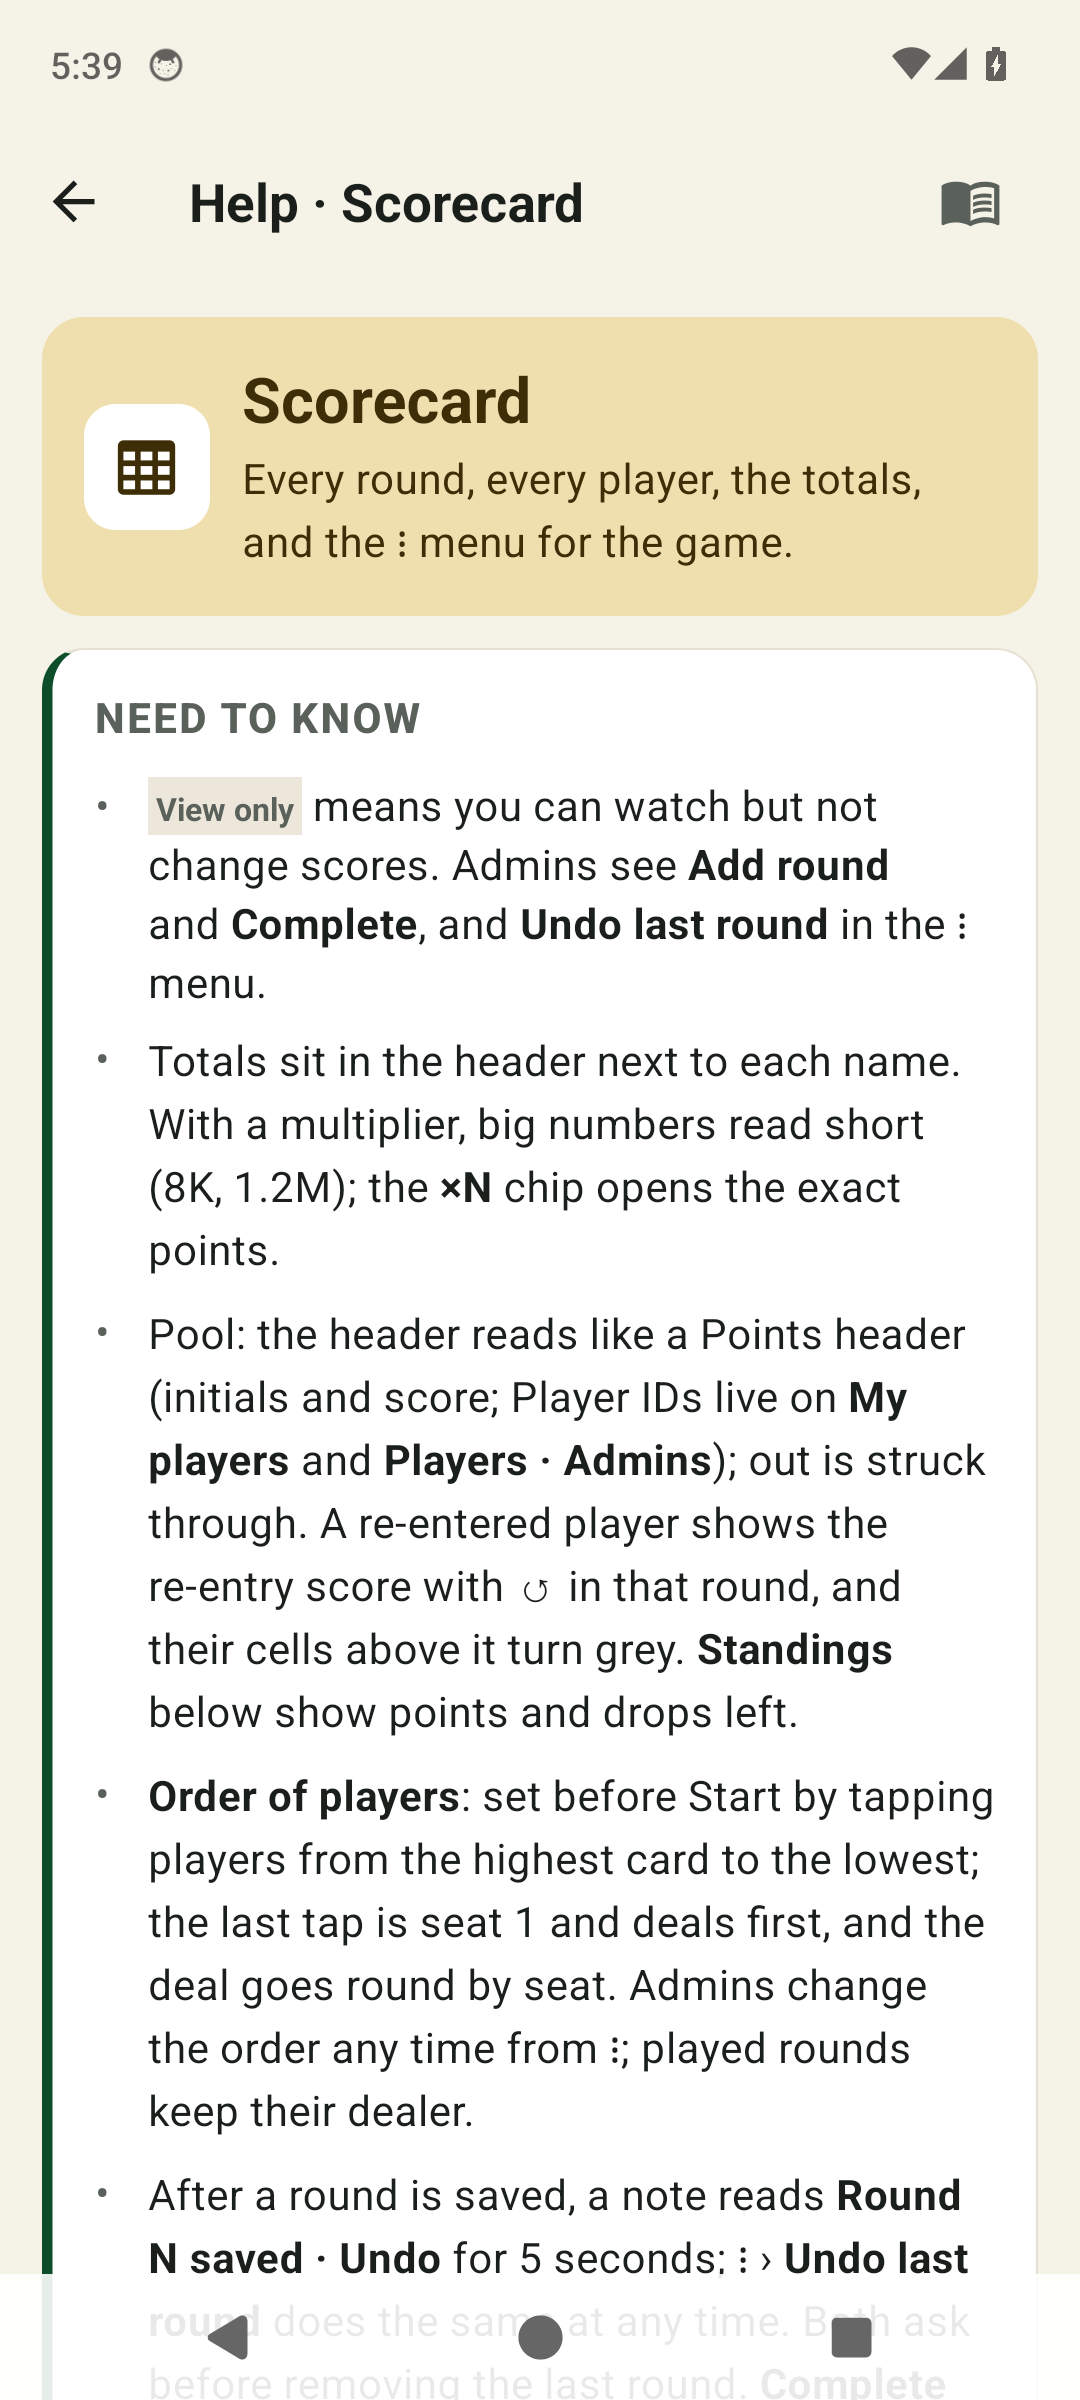 5:39
Help · Scorecard
Scorecard
Every round, every player, the totals,
and the ⋮ menu for the game.
NEED TO KNOW
• View only means you can watch but not
change scores. Admins see Add round
and Complete, and Undo last round in the ⋮
menu.
• Totals sit in the header next to each name.
With a multiplier, big numbers read short
(8K, 1.2M); the ×N chip opens the exact
points.
• Pool: the header reads like a Points header
(initials and score; Player IDs live on My
players and Players · Admins); out is struck
through. A re-entered player shows the
re-entry score with ↺ in that round, and
their cells above it turn grey. Standings
below show points and drops left.
• Order of players: set before Start by tapping
players from the highest card to the lowest;
the last tap is seat 1 and deals first, and the
deal goes round by seat. Admins change
the order any time from ⋮; played rounds
keep their dealer.
• After a round is saved, a note reads Round
N saved · Undo for 5 seconds; ⋮ › Undo last
round does the same at any time. Both ask
before removing the last round. Complete